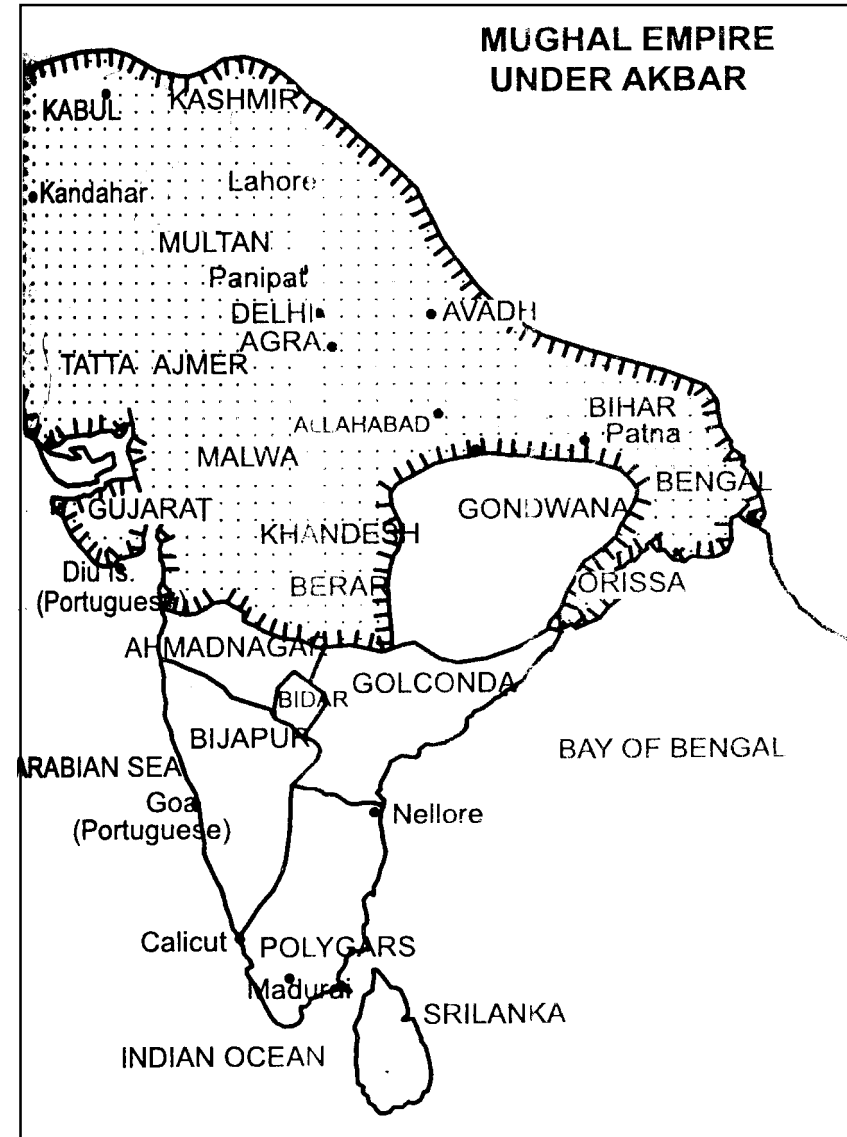 MUGHAL EMPIRE
UNDER AKBAR
KABUL
KASHMIR
Kandahar
Lahore
MULTAN
Panipat
DELHI
AVADH
AGRA
TATTA AJMER
ALLAHABAD
BIHAR
Patna
MALWA
BENGAL
GUJARAT
GONDWANA
KHANDESH
Diu Is.
(Portuguese)
BERAR
ORISSA
AHMADNAGAR
GOLCONDA
BIDAR
BIJAPUR
BAY OF BENGAL
ARABIAN SEA
Goa
(Portuguese)
Nellore
Calicut
POLYGARS
Madurai
SRILANKA
INDIAN OCEAN